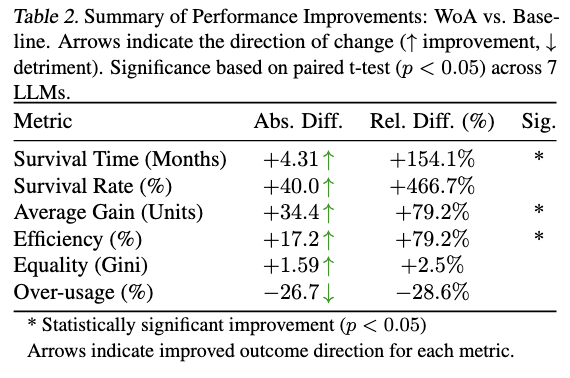 Table 2. Summary of Performance Improvements: WoA vs. Base-
line. Arrows indicate the direction of change (↑ improvement, ↓
detriment). Significance based on paired t-test (p < 0.05) across 7
LLMs.
Metric Abs. Diff. Rel. Diff. (%) Sig.
Survival Time (Months) +4.31 ↑ +154.1% *
Survival Rate (%) +40.0 ↑ +466.7%
Average Gain (Units) +34.4 ↑ +79.2% *
Efficiency (%) +17.2 ↑ +79.2% *
Equality (Gini) +1.59 ↑ +2.5%
Over-usage (%) −26.7 ↓ −28.6%
* Statistically significant improvement (p < 0.05)
Arrows indicate improved outcome direction for each metric.